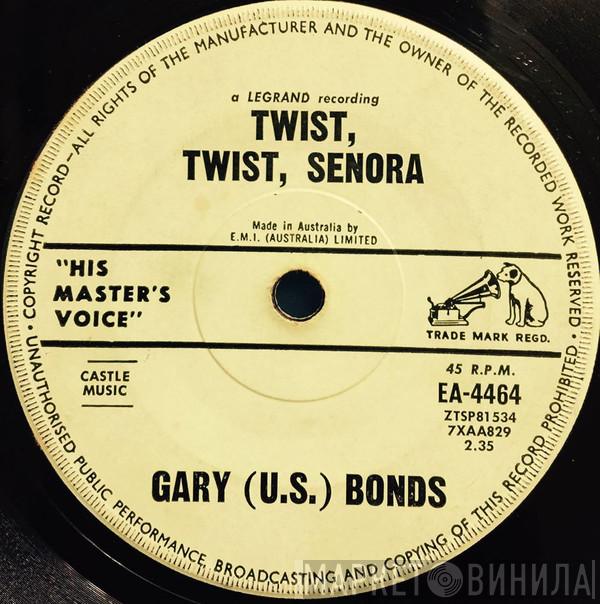 COPYRIGHT RECORD—ALL RIGHTS OF THE MANUFACTURER AND THE OWNER OF THE RECORDED WORK RESERVED •
UNAUTHORISED PUBLIC PERFORMANCE, BROADCASTING AND COPYING OF THIS RECORD PROHIBITED •
a LEGRAND recording
TWIST,
TWIST, SENORA
Made in Australia by
E.M.I. (AUSTRALIA) LIMITED
"HIS
MASTER'S
VOICE"
TRADE MARK REGD.
CASTLE
MUSIC
45 R.P.M.
EA-4464
ZTSP81534
7XAA829
2.35
GARY (U.S.) BONDS
МАРКЕТ ВИНИЛА